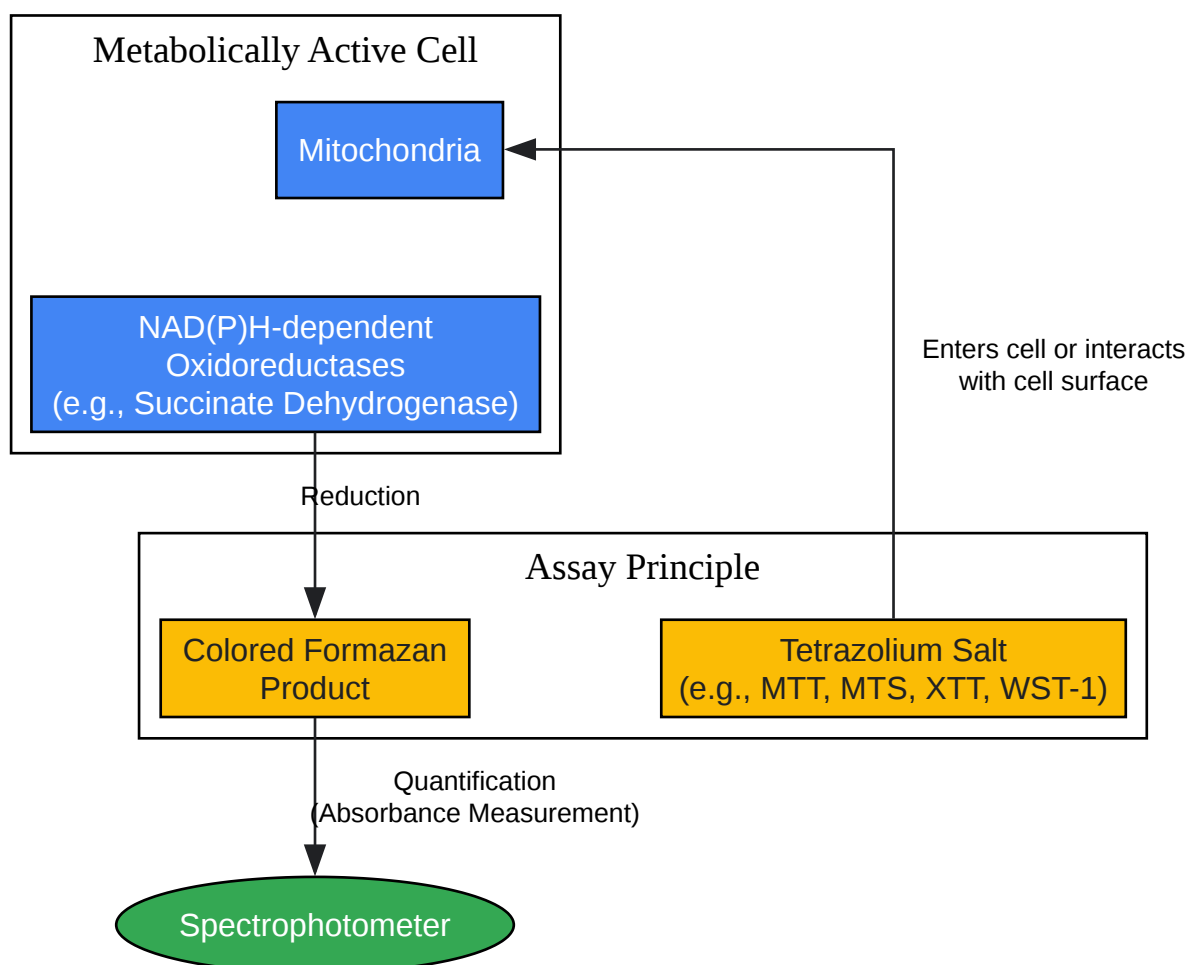 Metabolically Active Cell
Mitochondria
NAD(P)H-dependent
Oxidoreductases
(e.g., Succinate Dehydrogenase)
Enters cell or interacts
with cell surface
Reduction
Assay Principle
Colored Formazan
Product
Tetrazolium Salt
(e.g., MTT, MTS, XTT, WST-1)
Quantification
(Absorbance Measurement)
Spectrophotometer